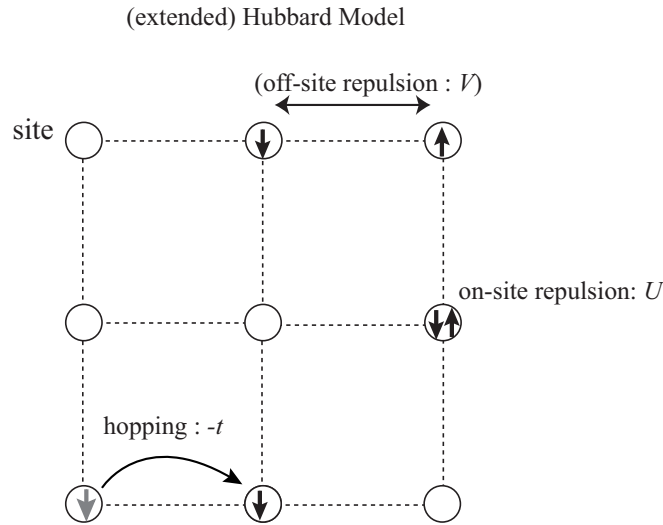 (extended) Hubbard Model
(off-site repulsion : V)
site
on-site repulsion: U
hopping : -t